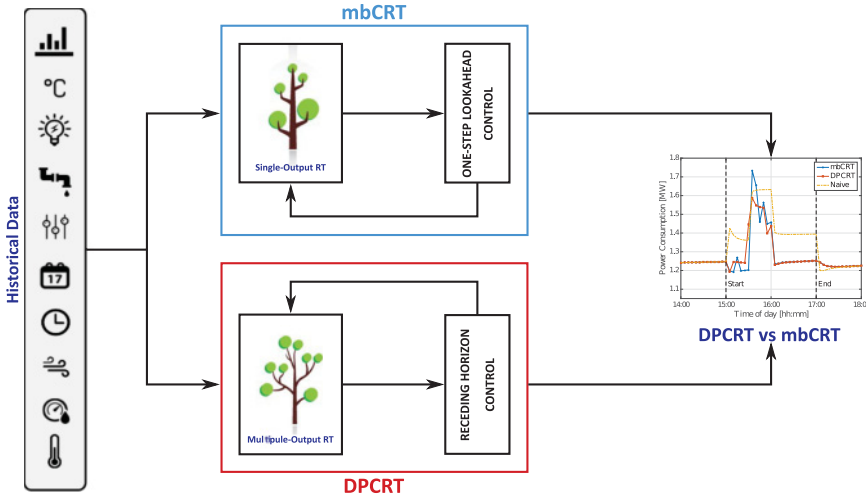 mbCRT
Historical Data
°C
17
Single-Output RT
ONE-STEP LOOKAHEAD
CONTROL
Multipule-Output RT
RECEDING HORIZON
CONTROL
DPCRT
Power Consumption [MW]
1.8
1.7
1.6
1.5
1.4
1.3
1.2
1.1
mbCRT
DPCRT
Naive
Start
End
14:00
15:00
16:00
17:00
18:00
Time of day [hh:mm]
DPCRT vs mbCRT